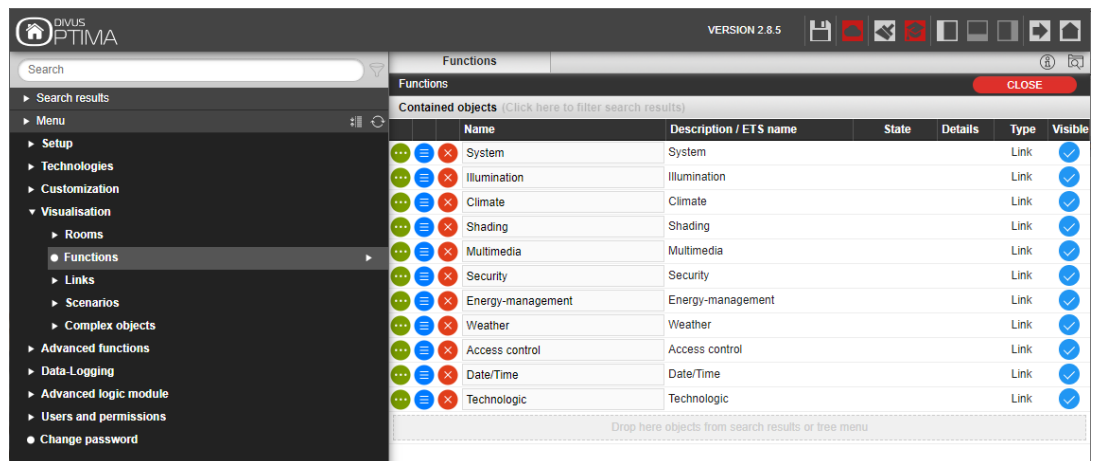 DIVUS
OPTIMA
VERSION 2.8.5
Search
Search results
Menu
Setup
Technologies
Customization
Visualisation
Rooms
Functions
Links
Scenarios
Complex objects
Advanced functions
Data-Logging
Advanced logic module
Users and permissions
Change password
Functions
Functions CLOSE
Contained objects (Click here to filter search results)
Name Description / ETS name State Details Type Visible
System System Link
Illumination Illumination Link
Climate Climate Link
Shading Shading Link
Multimedia Multimedia Link
Security Security Link
Energy-management Energy-management Link
Weather Weather Link
Access control Access control Link
Date/Time Date/Time Link
Technologic Technologic Link
Drop here objects from search results or tree menu